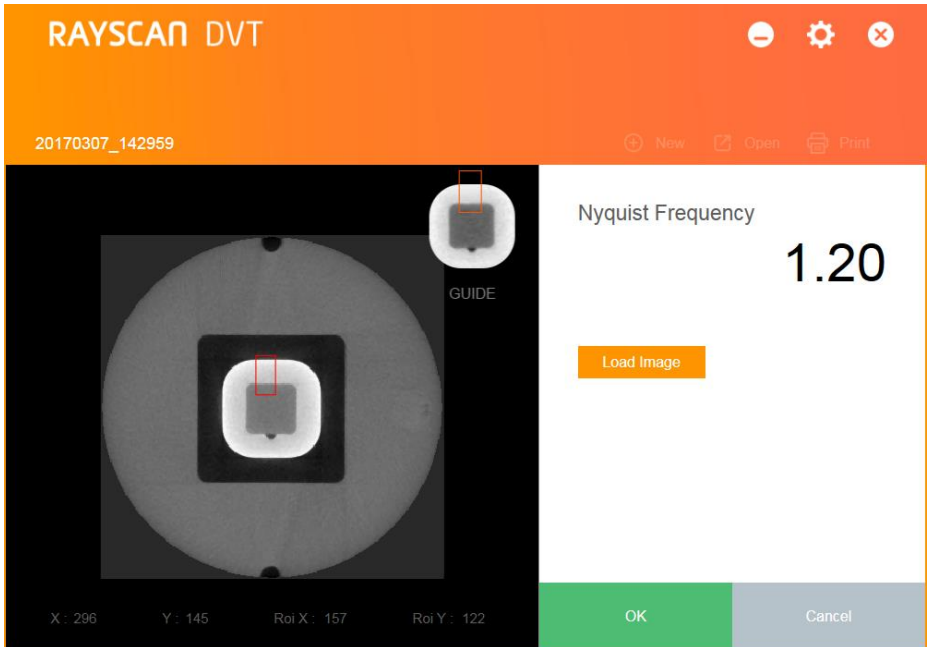 RAYSCAN DVT
20170307_142959
New Open Print
GUIDE
Nyquist Frequency
1.20
Load Image
X : 296 Y : 145 Roi X : 157 Roi Y : 122
OK Cancel